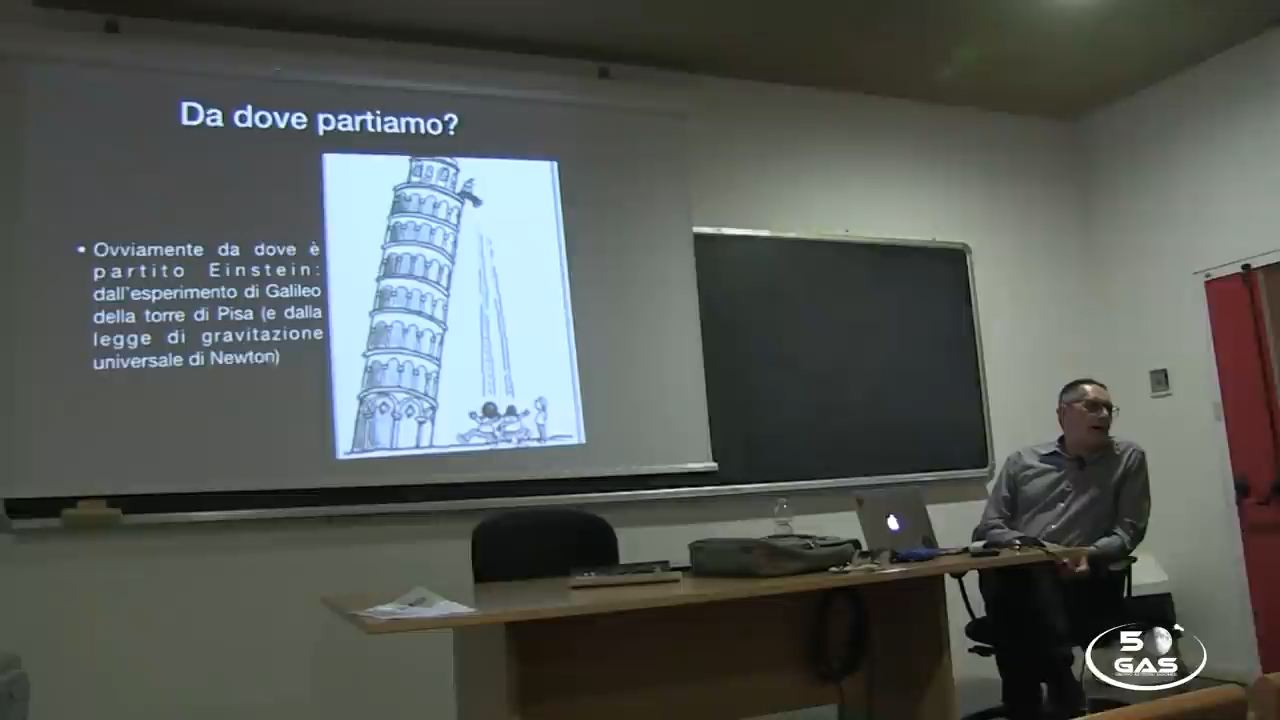 Da dove partiamo?
• Ovviamente da dove è
partito Einstein:
dall'esperimento di Galileo
della torre di Pisa (e dalla
legge di gravitazione
universale di Newton)
50
GAS